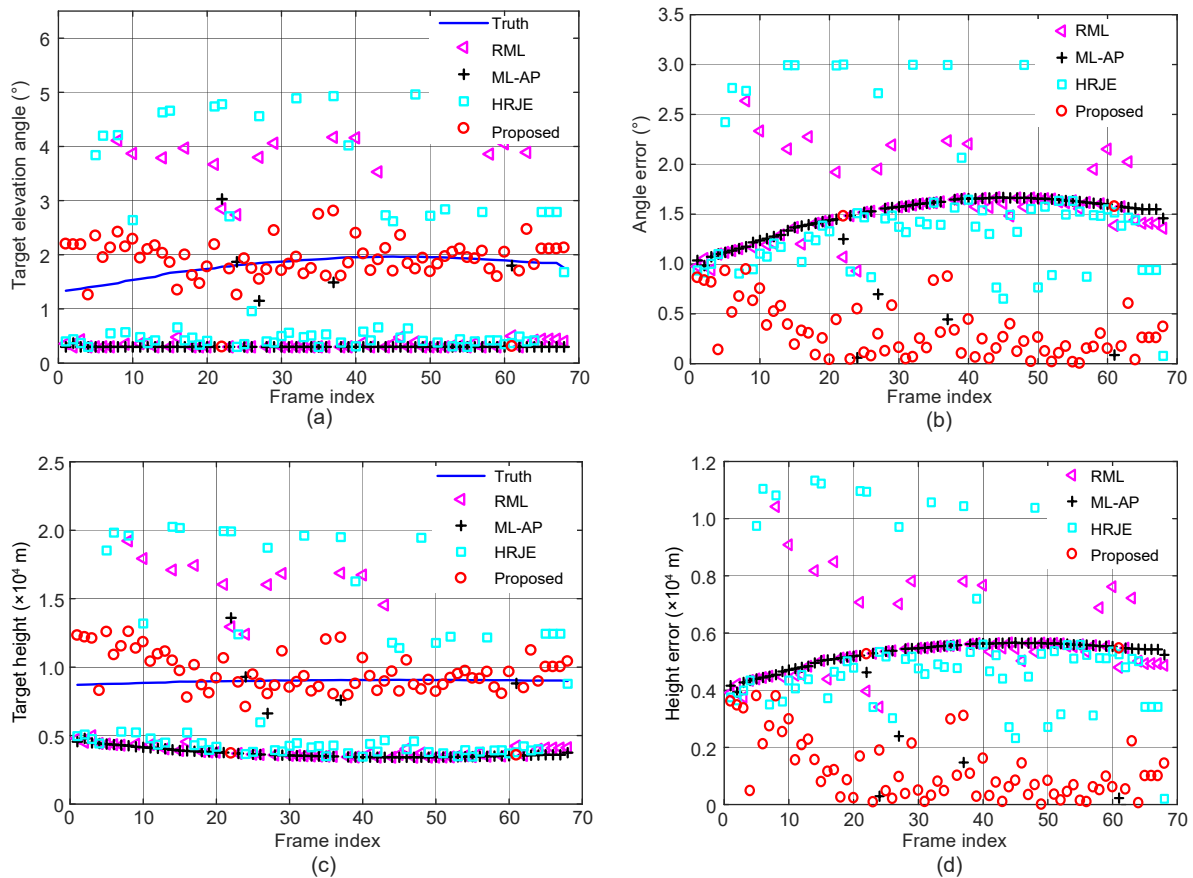 6
5
4
3
2
1
0
0
10
20
30
40
50
60
70
Target elevation angle (°)
Frame index
(a)
Truth
RML
ML-AP
HRJE
Proposed
3.5
3.0
2.5
2.0
1.5
1.0
0.5
0
0
10
20
30
40
50
60
70
Angle error (°)
Frame index
(b)
RML
ML-AP
HRJE
Proposed
2.5
2.0
1.5
1.0
0.5
0
0
10
20
30
40
50
60
70
Target height (×10⁴ m)
Frame index
(c)
Truth
RML
ML-AP
HRJE
Proposed
1.2
1.0
0.8
0.6
0.4
0.2
0
0
10
20
30
40
50
60
70
Height error (×10⁴ m)
Frame index
(d)
RML
ML-AP
HRJE
Proposed